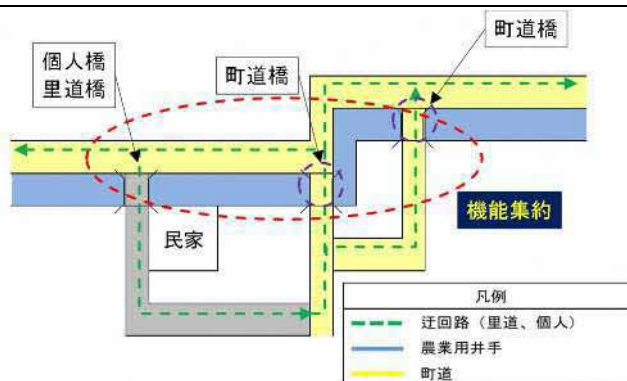 町道橋
個人橋
里道橋
町道橋
機能集約
民家
凡例
迂回路（里道、個人）
農業用井手
町道